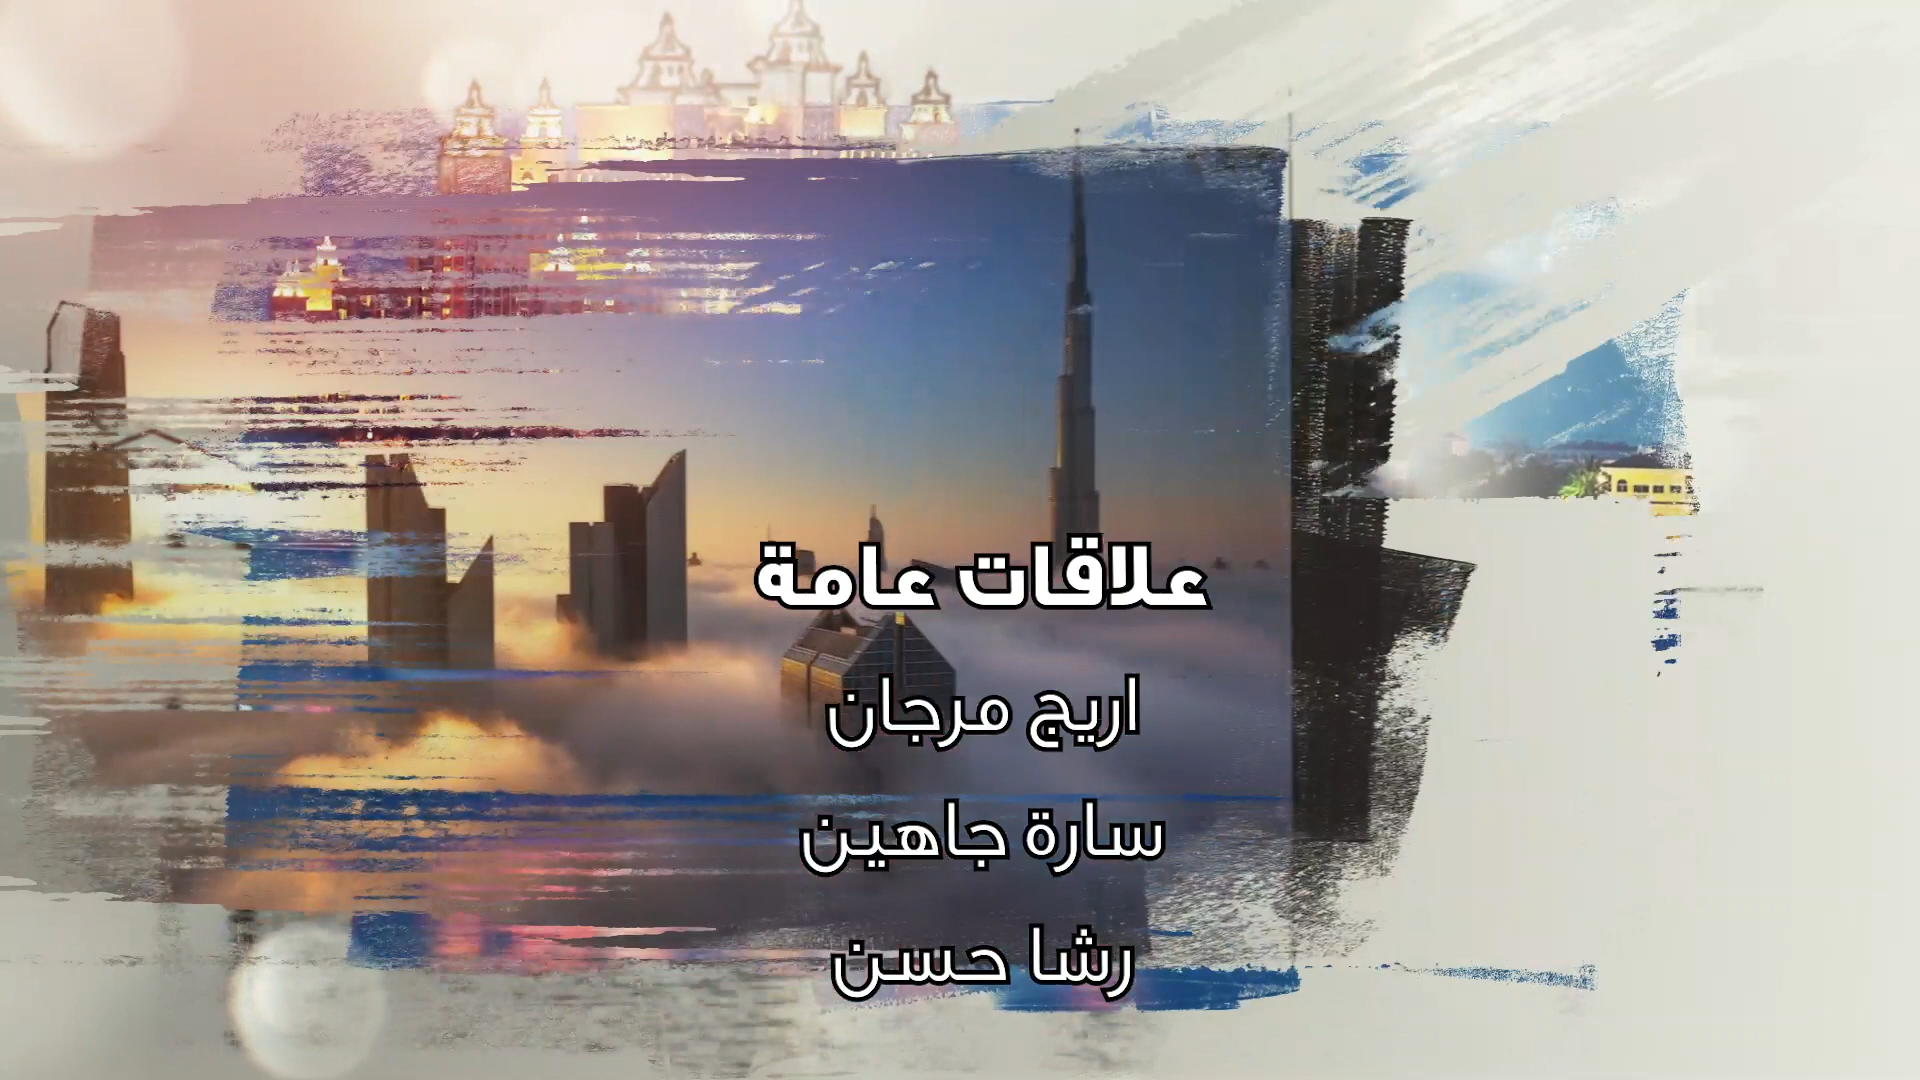 علاقات عامة
اريج مرجان
سارة جاهين
رشا حسن